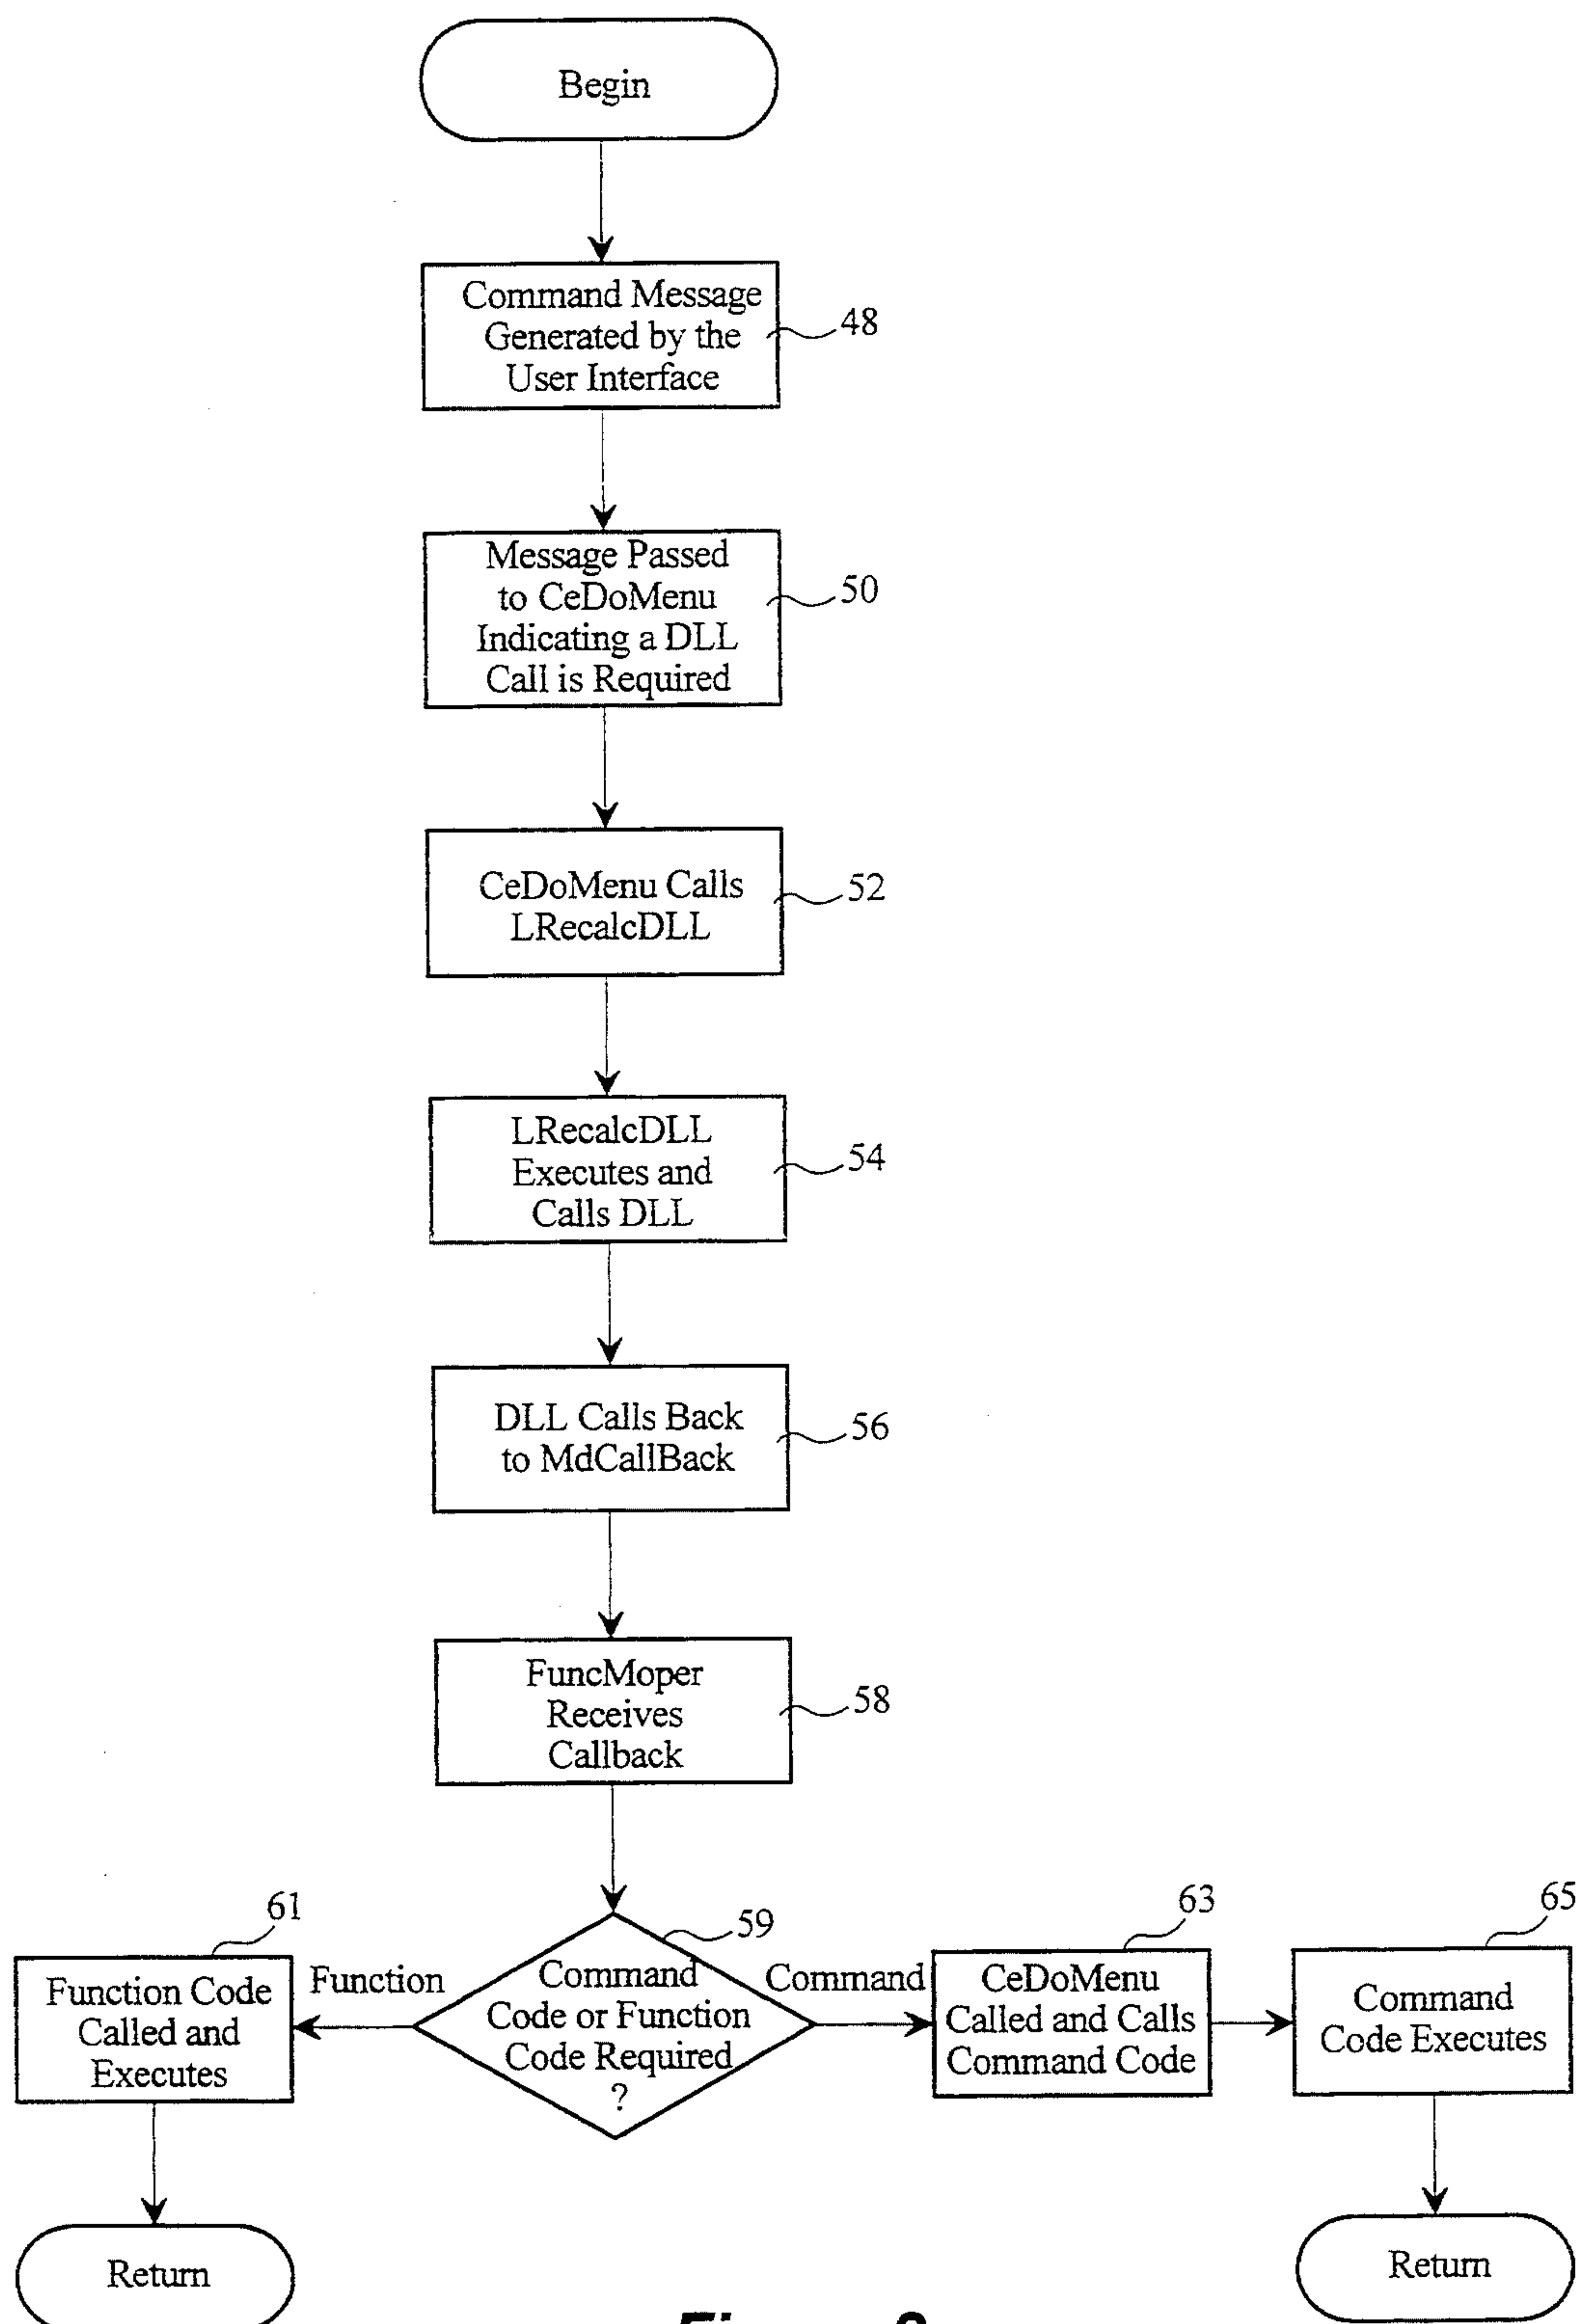 Begin
Command Message
Generated by the
User Interface
48
Message Passed
to CeDoMenu
Indicating a DLL
Call is Required
50
CeDoMenu Calls
LRecalcDLL
52
LRecalcDLL
Executes and
Calls DLL
54
DLL Calls Back
to MdCallBack
56
FuncMoper
Receives
Callback
58
59
Command
Code or Function
Code Required
?
Function
61
Function Code
Called and
Executes
Return
Command
63
CeDoMenu
Called and Calls
Command Code
65
Command
Code Executes
Return